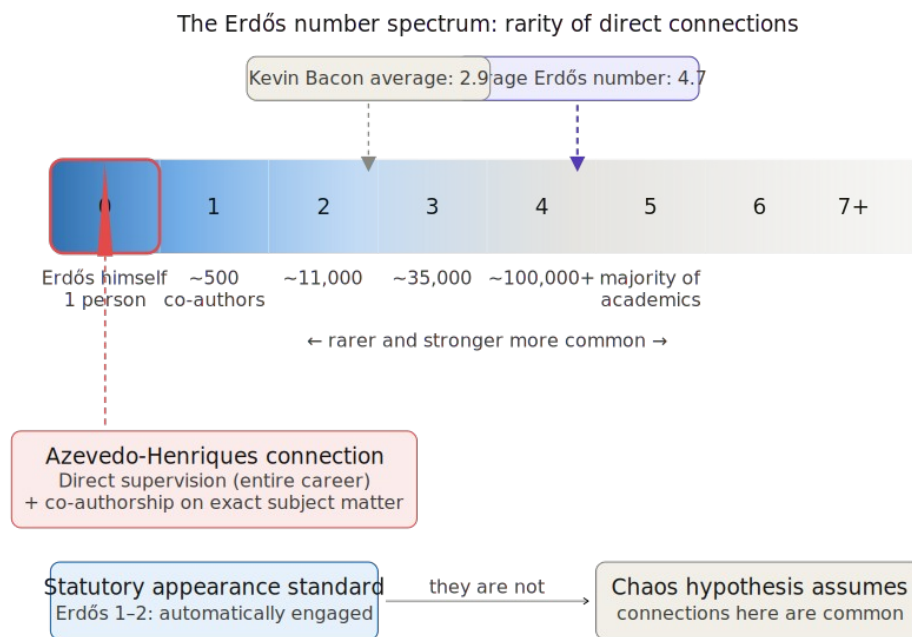 The Erdős number spectrum: rarity of direct connections
Kevin Bacon average: 2.9
age Erdős number: 4.7
0 1 2 3 4 5 6 7+
Erdős himself ~500 ~11,000 ~35,000 ~100,000+ majority of
1 person co-authors academics
← rarer and stronger more common →
Azevedo-Henriques connection
Direct supervision (entire career)
+ co-authorship on exact subject matter
Statutory appearance standard
Erdős 1–2: automatically engaged
they are not
Chaos hypothesis assumes
connections here are common